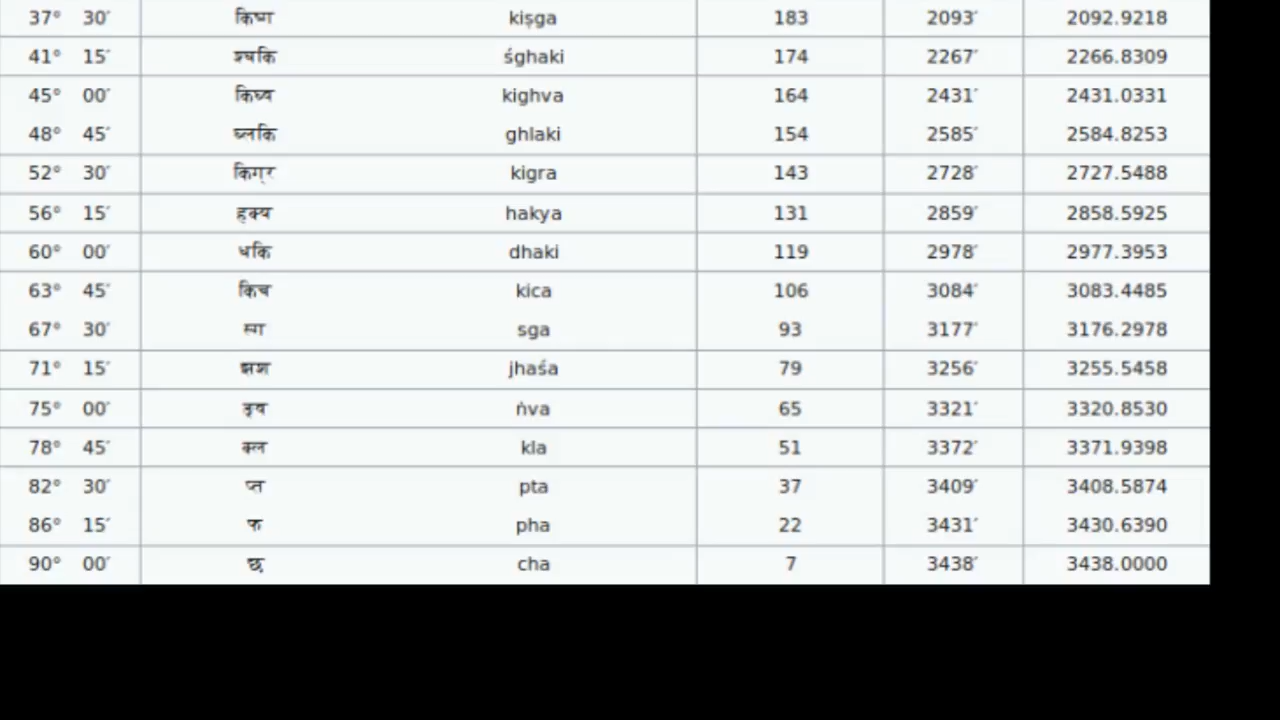 37° 30′ किष्ग kiṣga 183 2093′ 2092.9218
41° 15′ श्घकि śghaki 174 2267′ 2266.8309
45° 00′ किघ्व kighva 164 2431′ 2431.0331
48° 45′ घ्लकि ghlaki 154 2585′ 2584.8253
52° 30′ किग्र kigra 143 2728′ 2727.5488
56° 15′ हक्य hakya 131 2859′ 2858.5925
60° 00′ धकि dhaki 119 2978′ 2977.3953
63° 45′ किच kica 106 3084′ 3083.4485
67° 30′ स्ग sga 93 3177′ 3176.2978
71° 15′ झश jhaśa 79 3256′ 3255.5458
75° 00′ ङ्व ṅva 65 3321′ 3320.8530
78° 45′ क्ल kla 51 3372′ 3371.9398
82° 30′ प्त pta 37 3409′ 3408.5874
86° 15′ फ pha 22 3431′ 3430.6390
90° 00′ छ cha 7 3438′ 3438.0000